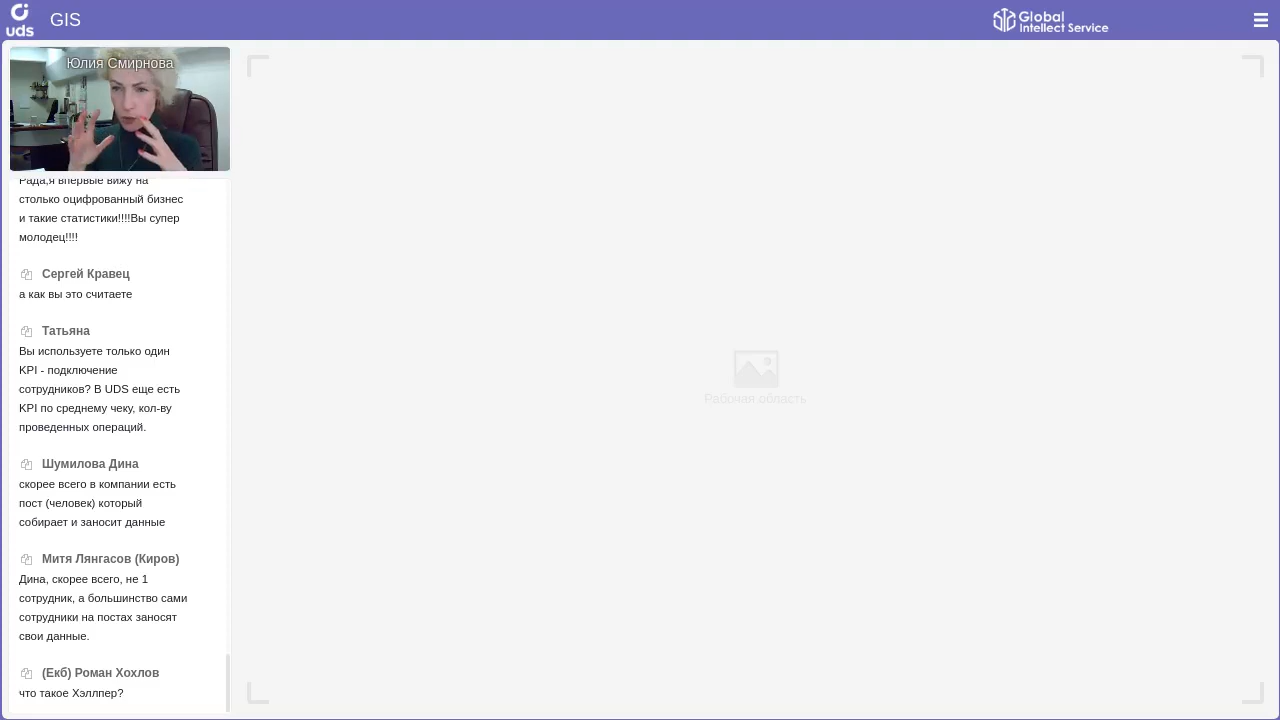 uds
GIS
Global
Intellect Service
Юлия Смирнова
Рада,я впервые вижу на
столько оцифрованный бизнес
и такие статистики!!!!Вы супер
молодец!!!!
Сергей Кравец
а как вы это считаете
Татьяна
Вы используете только один
KPI - подключение
сотрудников? В UDS еще есть
KPI по среднему чеку, кол-ву
проведенных операций.
Шумилова Дина
скорее всего в компании есть
пост (человек) который
собирает и заносит данные
Митя Лянгасов (Киров)
Дина, скорее всего, не 1
сотрудник, а большинство сами
сотрудники на постах заносят
свои данные.
(Екб) Роман Хохлов
что такое Хэллпер?
Рабочая область